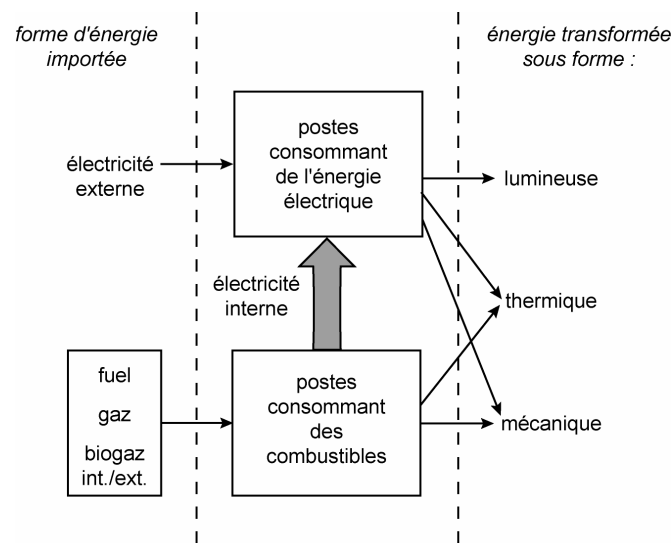 forme d'énergie
importée
énergie transformée
sous forme :
postes
consommant
de l'énergie
électrique
électricité
externe
lumineuse
électricité
interne
thermique
fuel
gaz
biogaz
int./ext.
postes
consommant
des
combustibles
mécanique